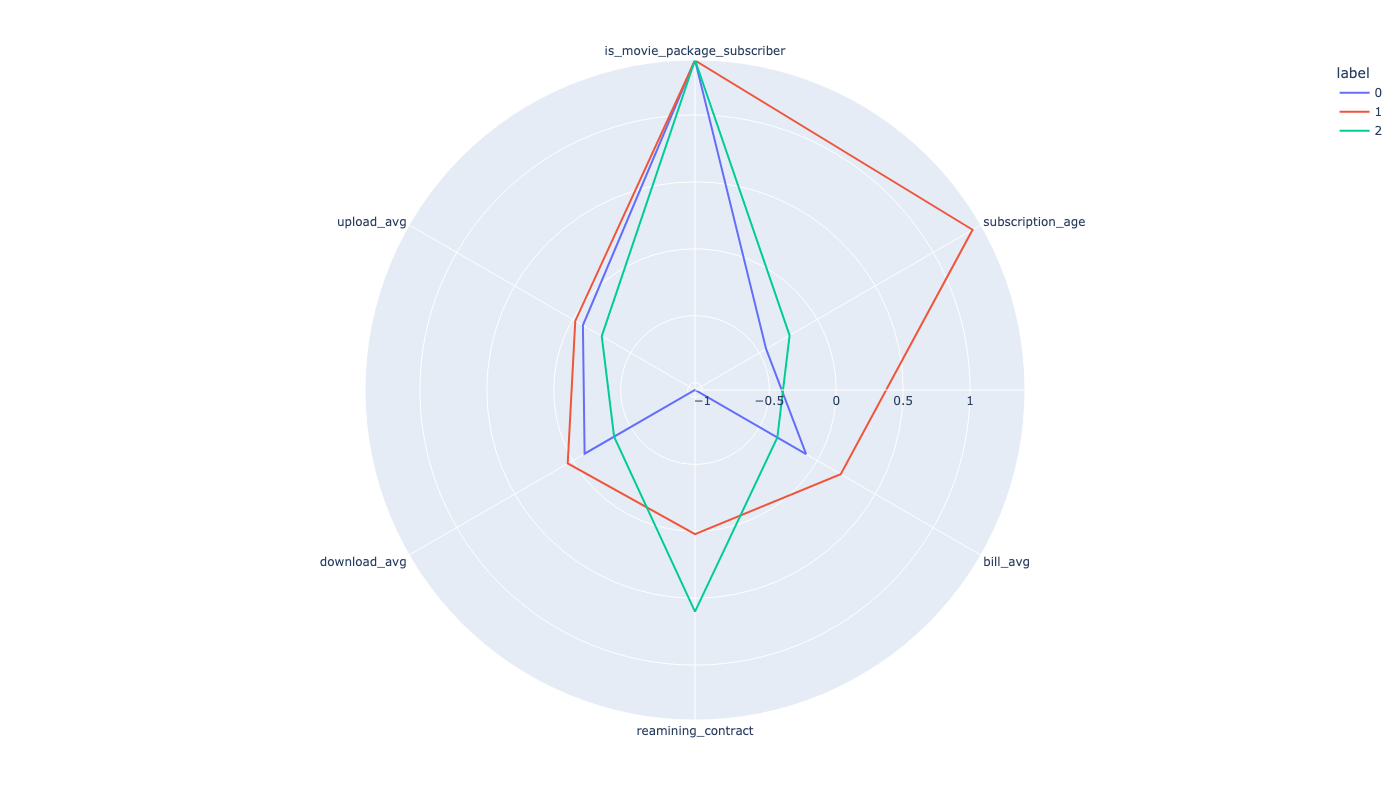 is_movie_package_subscriber
label
0
1
2
upload_avg
subscription_age
−1
−0.5
0
0.5
1
download_avg
bill_avg
reamining_contract